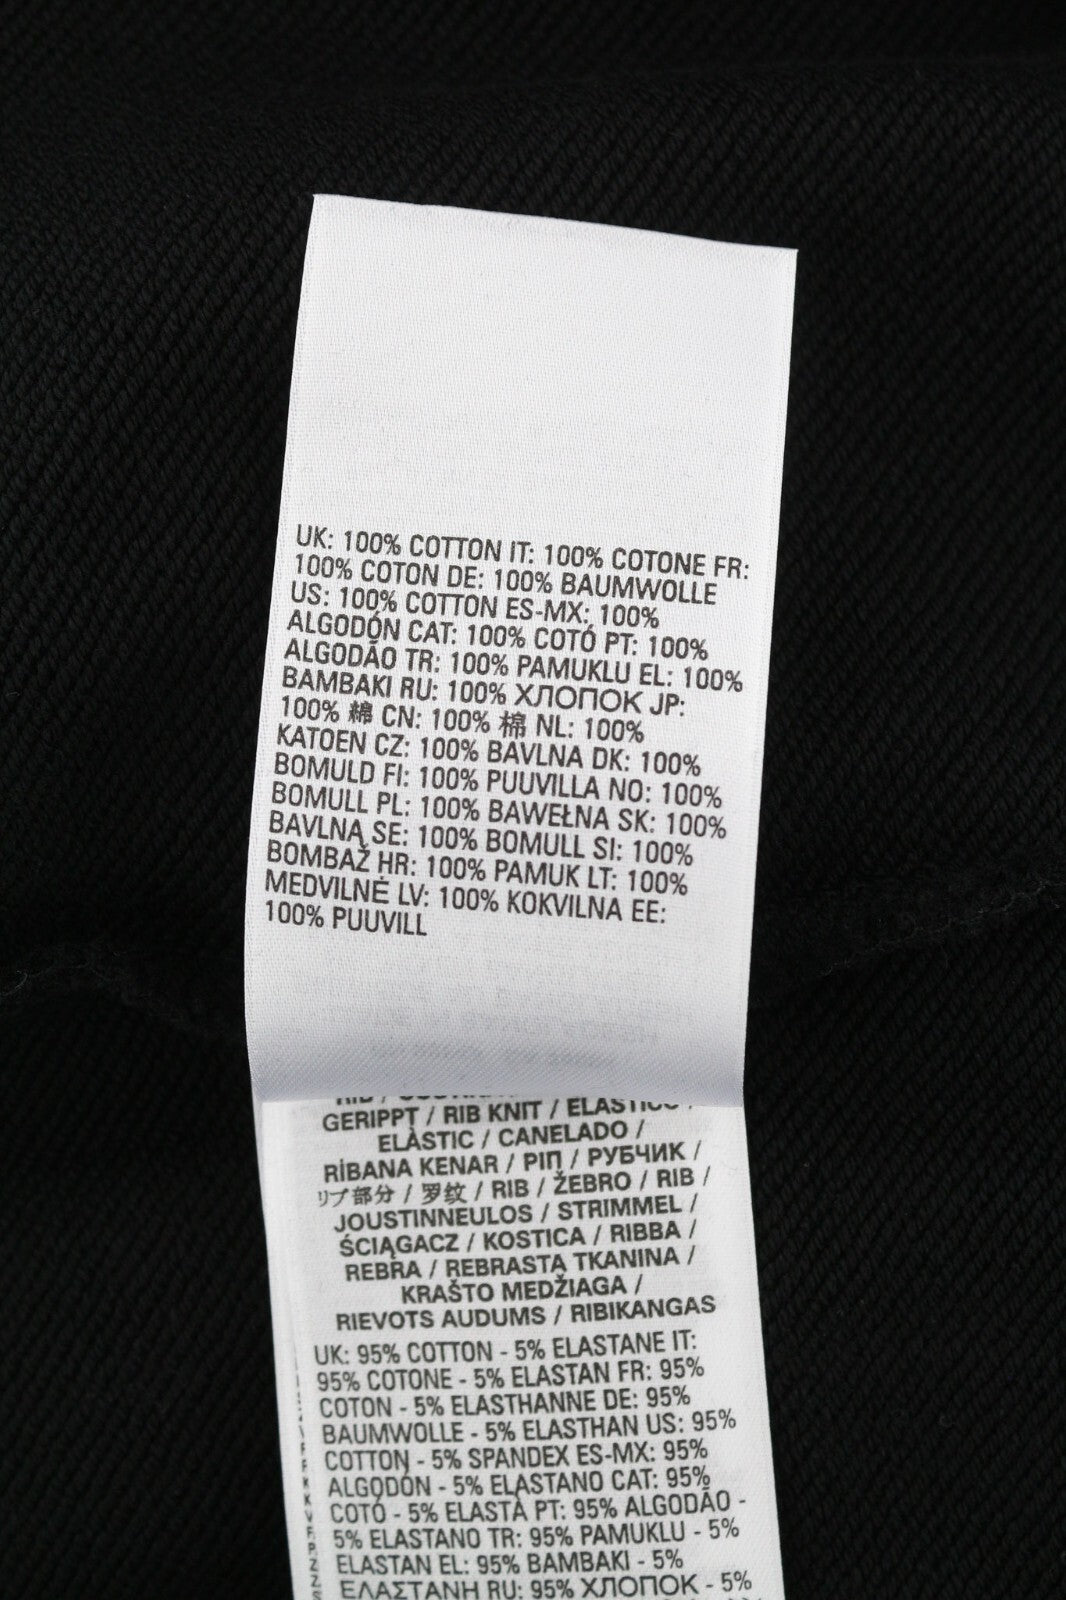 UK: 100% COTTON IT: 100% COTONE FR:
100% COTON DE: 100% BAUMWOLLE
US: 100% COTTON ES-MX: 100%
ALGODÓN CAT: 100% COTÓ PT: 100%
ALGODÃO TR: 100% PAMUKLU EL: 100%
BAMBAKI RU: 100% ХЛОПОК JP:
100% 綿 CN: 100% 棉 NL: 100%
KATOEN CZ: 100% BAVLNA DK: 100%
BOMULD FI: 100% PUUVILLA NO: 100%
BOMULL PL: 100% BAWEŁNA SK: 100%
BAVLNĄ SE: 100% BOMULL SI: 100%
BOMBAŽ HR: 100% PAMUK LT: 100%
MEDVILNĖ LV: 100% KOKVILNA EE:
100% PUUVILL
RIB /
GERIPPT / RIB KNIT / ELASTICO /
ELÀSTIC / CANELADO /
RİBANA KENAR / ΡΙΠ / РУБЧИК /
リブ部分 / 罗纹 / RIB / ŽEBRO / RIB /
JOUSTINNEULOS / STRIMMEL /
ŚCIĄGACZ / KOSTICA / RIBBA /
REBRA / REBRASTA TKANINA /
KRAŠTO MEDŽIAGA /
RIEVOTS AUDUMS / RIBIKANGAS
UK: 95% COTTON - 5% ELASTANE IT:
95% COTONE - 5% ELASTAN FR: 95%
COTON - 5% ELASTHANNE DE: 95%
BAUMWOLLE - 5% ELASTHAN US: 95%
COTTON - 5% SPANDEX ES-MX: 95%
ALGODÓN - 5% ELASTANO CAT: 95%
COTÓ - 5% ELASTÀ PT: 95% ALGODÃO -
5% ELASTANO TR: 95% PAMUKLU - 5%
ELASTAN EL: 95% BAMBAKI - 5%
ΕΛΑΣΤΑΝΗ RU: 95% ХЛОПОК - 5%